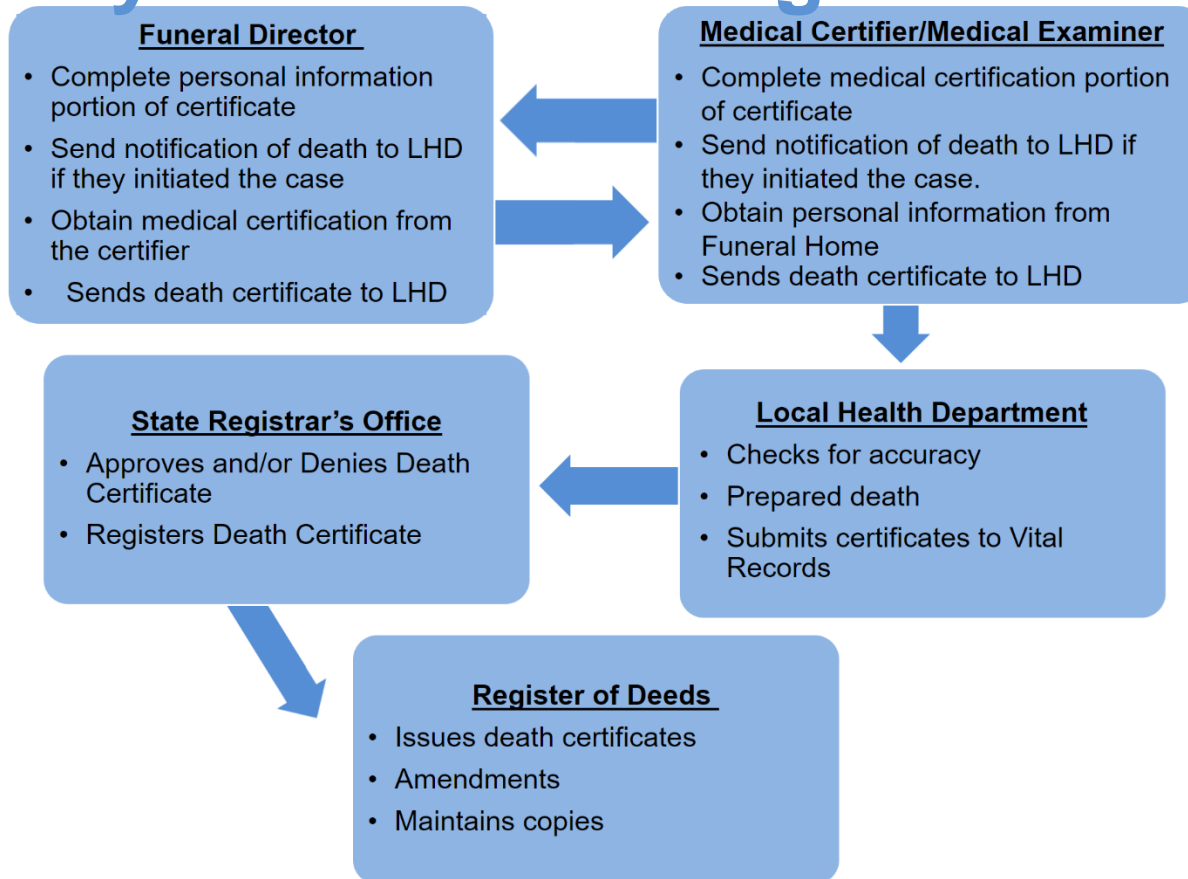 Funeral Director
• Complete personal information
portion of certificate
• Send notification of death to LHD
if they initiated the case
• Obtain medical certification from
the certifier
• Sends death certificate to LHD
Medical Certifier/Medical Examiner
• Complete medical certification portion
of certificate
• Send notification of death to LHD if
they initiated the case.
• Obtain personal information from
Funeral Home
• Sends death certificate to LHD
State Registrar’s Office
• Approves and/or Denies Death
Certificate
• Registers Death Certificate
Local Health Department
• Checks for accuracy
• Prepared death
• Submits certificates to Vital
Records
Register of Deeds
• Issues death certificates
• Amendments
• Maintains copies